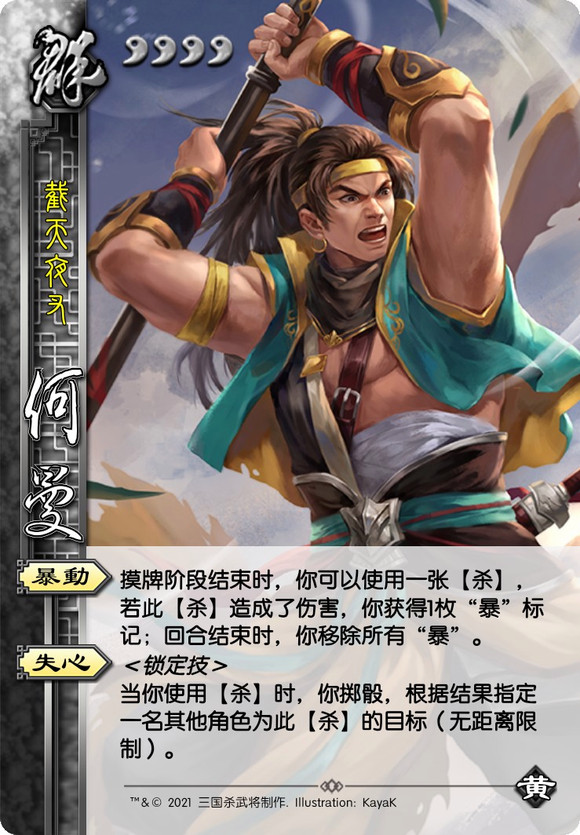 群
截天夜叉
何曼
暴動
摸牌阶段结束时，你可以使用一张【杀】，
若此【杀】造成了伤害，你获得1枚“暴”标
记；回合结束时，你移除所有“暴”。
失心
＜锁定技＞
当你使用【杀】时，你掷骰，根据结果指定
一名其他角色为此【杀】的目标（无距离限
制）。
™& © 2021 三国杀武将制作. Illustration: KayaK
黄